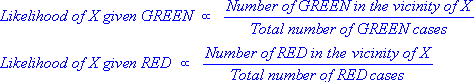 Likelihood of X given GREEN ∝ Number of GREEN in the vicinity of X / Total number of GREEN cases
Likelihood of X given RED ∝ Number of RED in the vicinity of X / Total number of RED cases